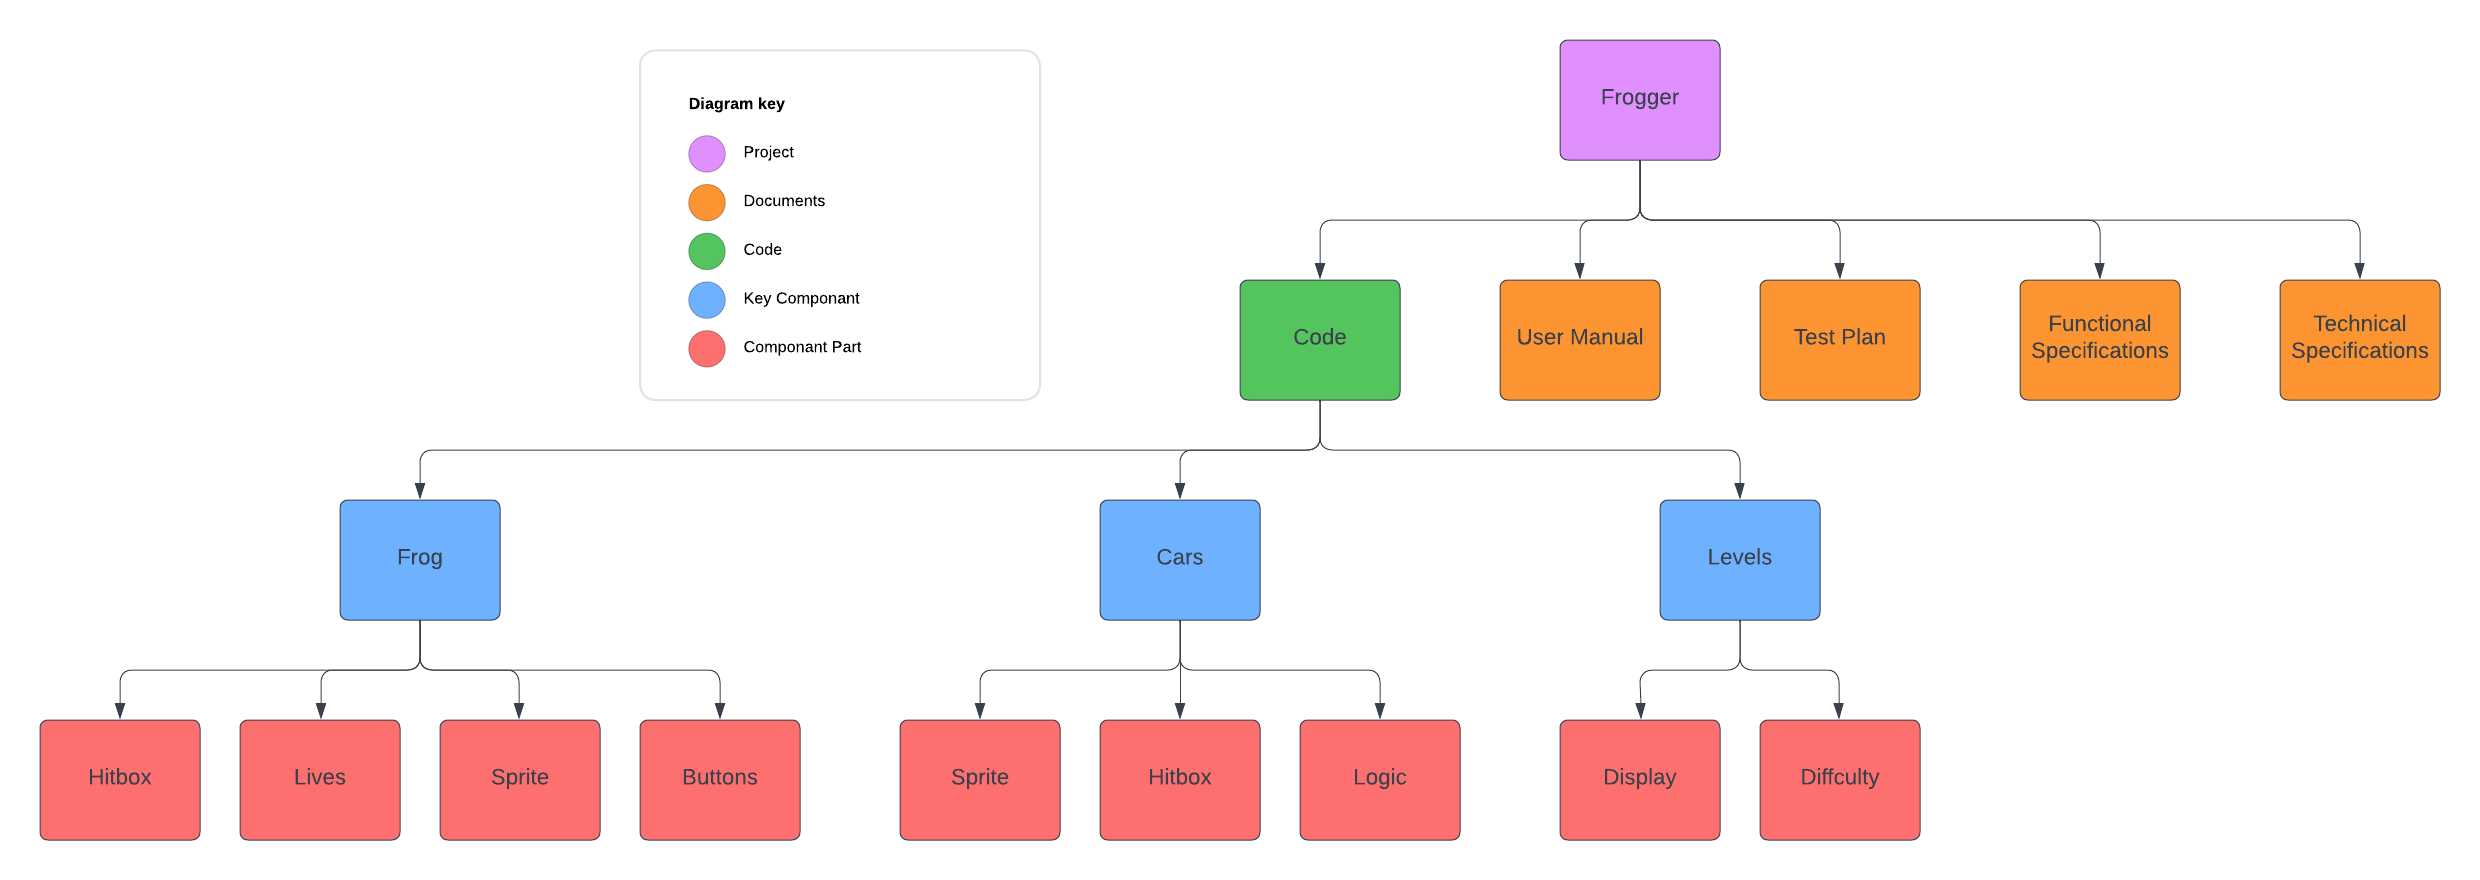 Diagram key
Project
Documents
Code
Key Componant
Componant Part
Frogger
Code
User Manual
Test Plan
Functional
Specifications
Technical
Specifications
Frog
Cars
Levels
Hitbox
Lives
Sprite
Buttons
Sprite
Hitbox
Logic
Display
Diffculty